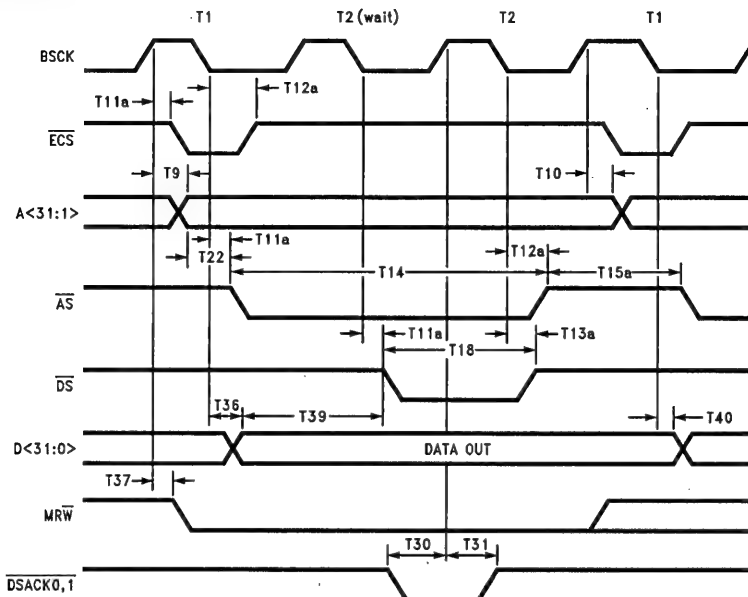 T1 T2 (wait) T2 T1
BSCK
T11a T12a
ECS
T9 T10
A<31:1>
T11a T12a
T22 T14 T15a
AS
T11a T13a
T18
DS
T36 T39 T40
D<31:0> DATA OUT
T37
MRW
T30 T31
DSACK0,1